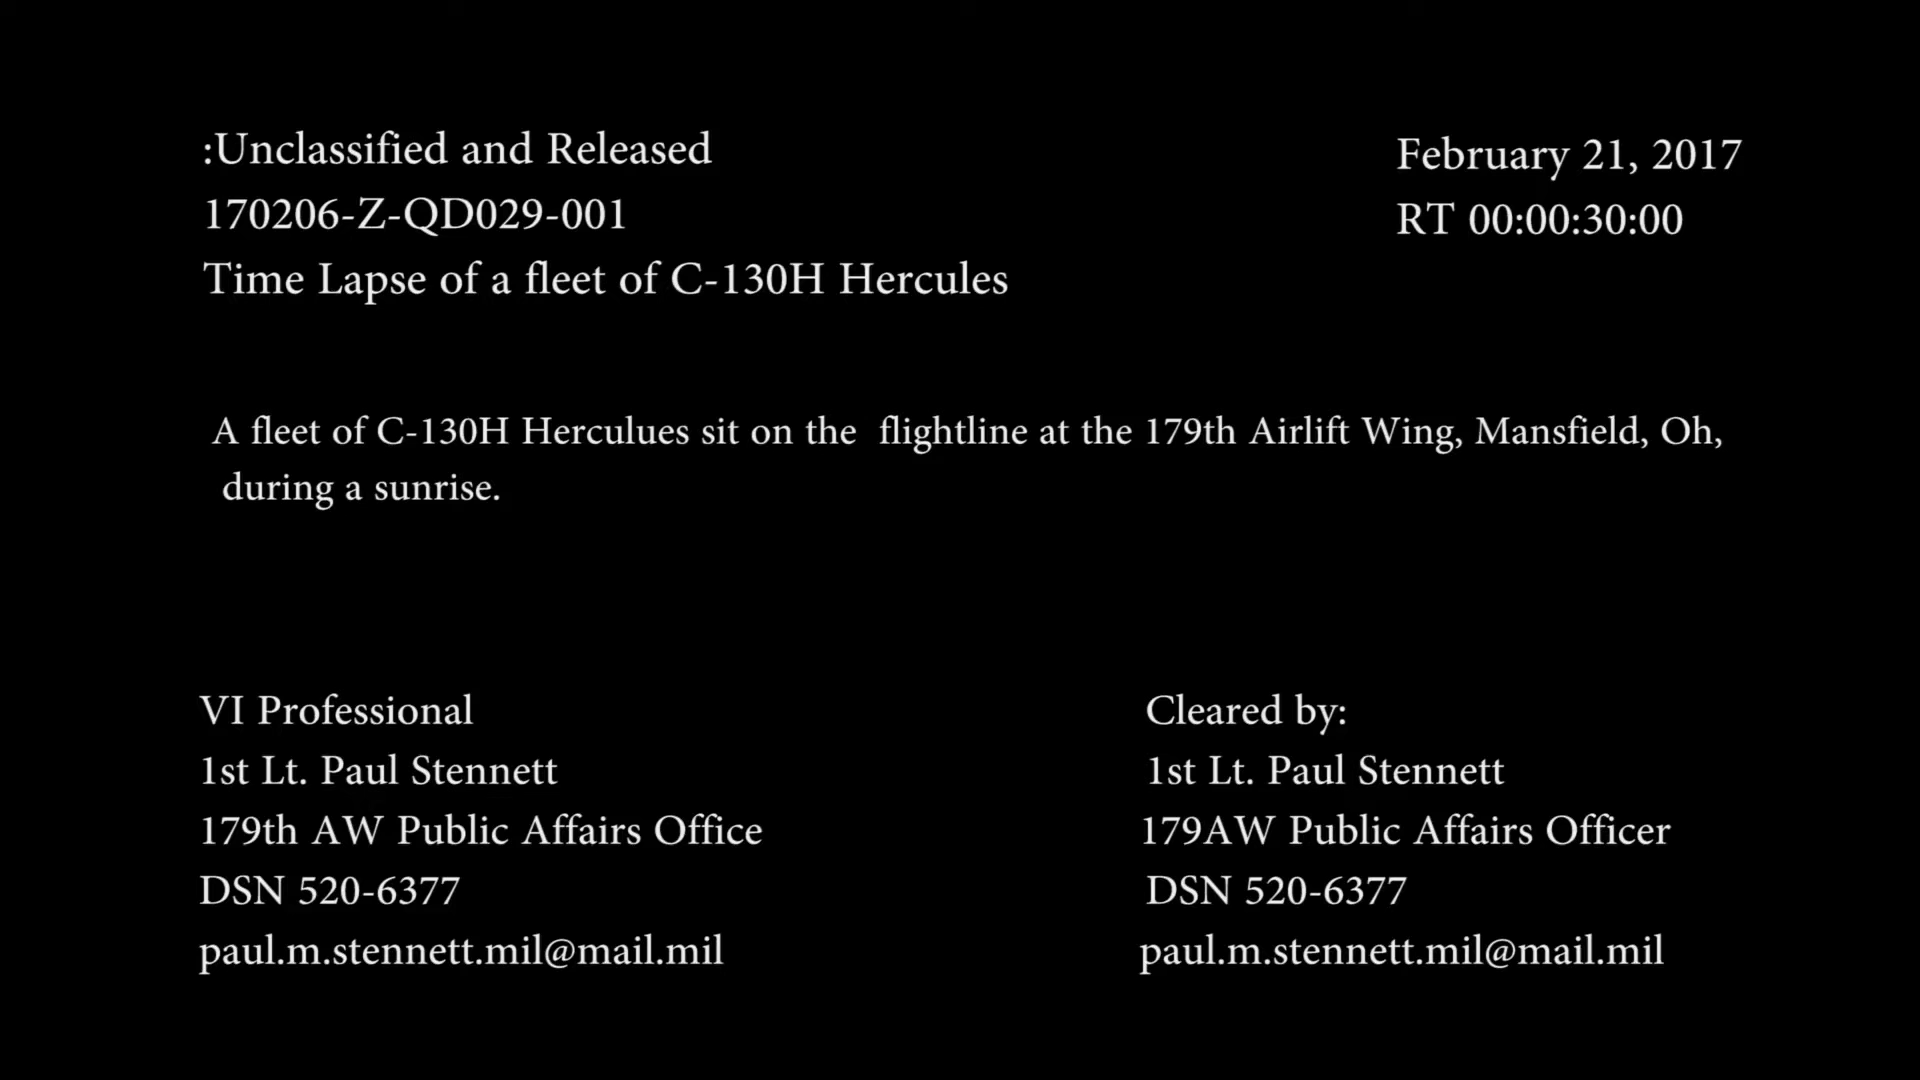 :Unclassified and Released
170206-Z-QD029-001
Time Lapse of a fleet of C-130H Hercules
February 21, 2017
RT 00:00:30:00
A fleet of C-130H Herculues sit on the  flightline at the 179th Airlift Wing, Mansfield, Oh,
during a sunrise.
VI Professional
1st Lt. Paul Stennett
179th AW Public Affairs Office
DSN 520-6377
paul.m.stennett.mil@mail.mil
Cleared by:
1st Lt. Paul Stennett
179AW Public Affairs Officer
DSN 520-6377
paul.m.stennett.mil@mail.mil